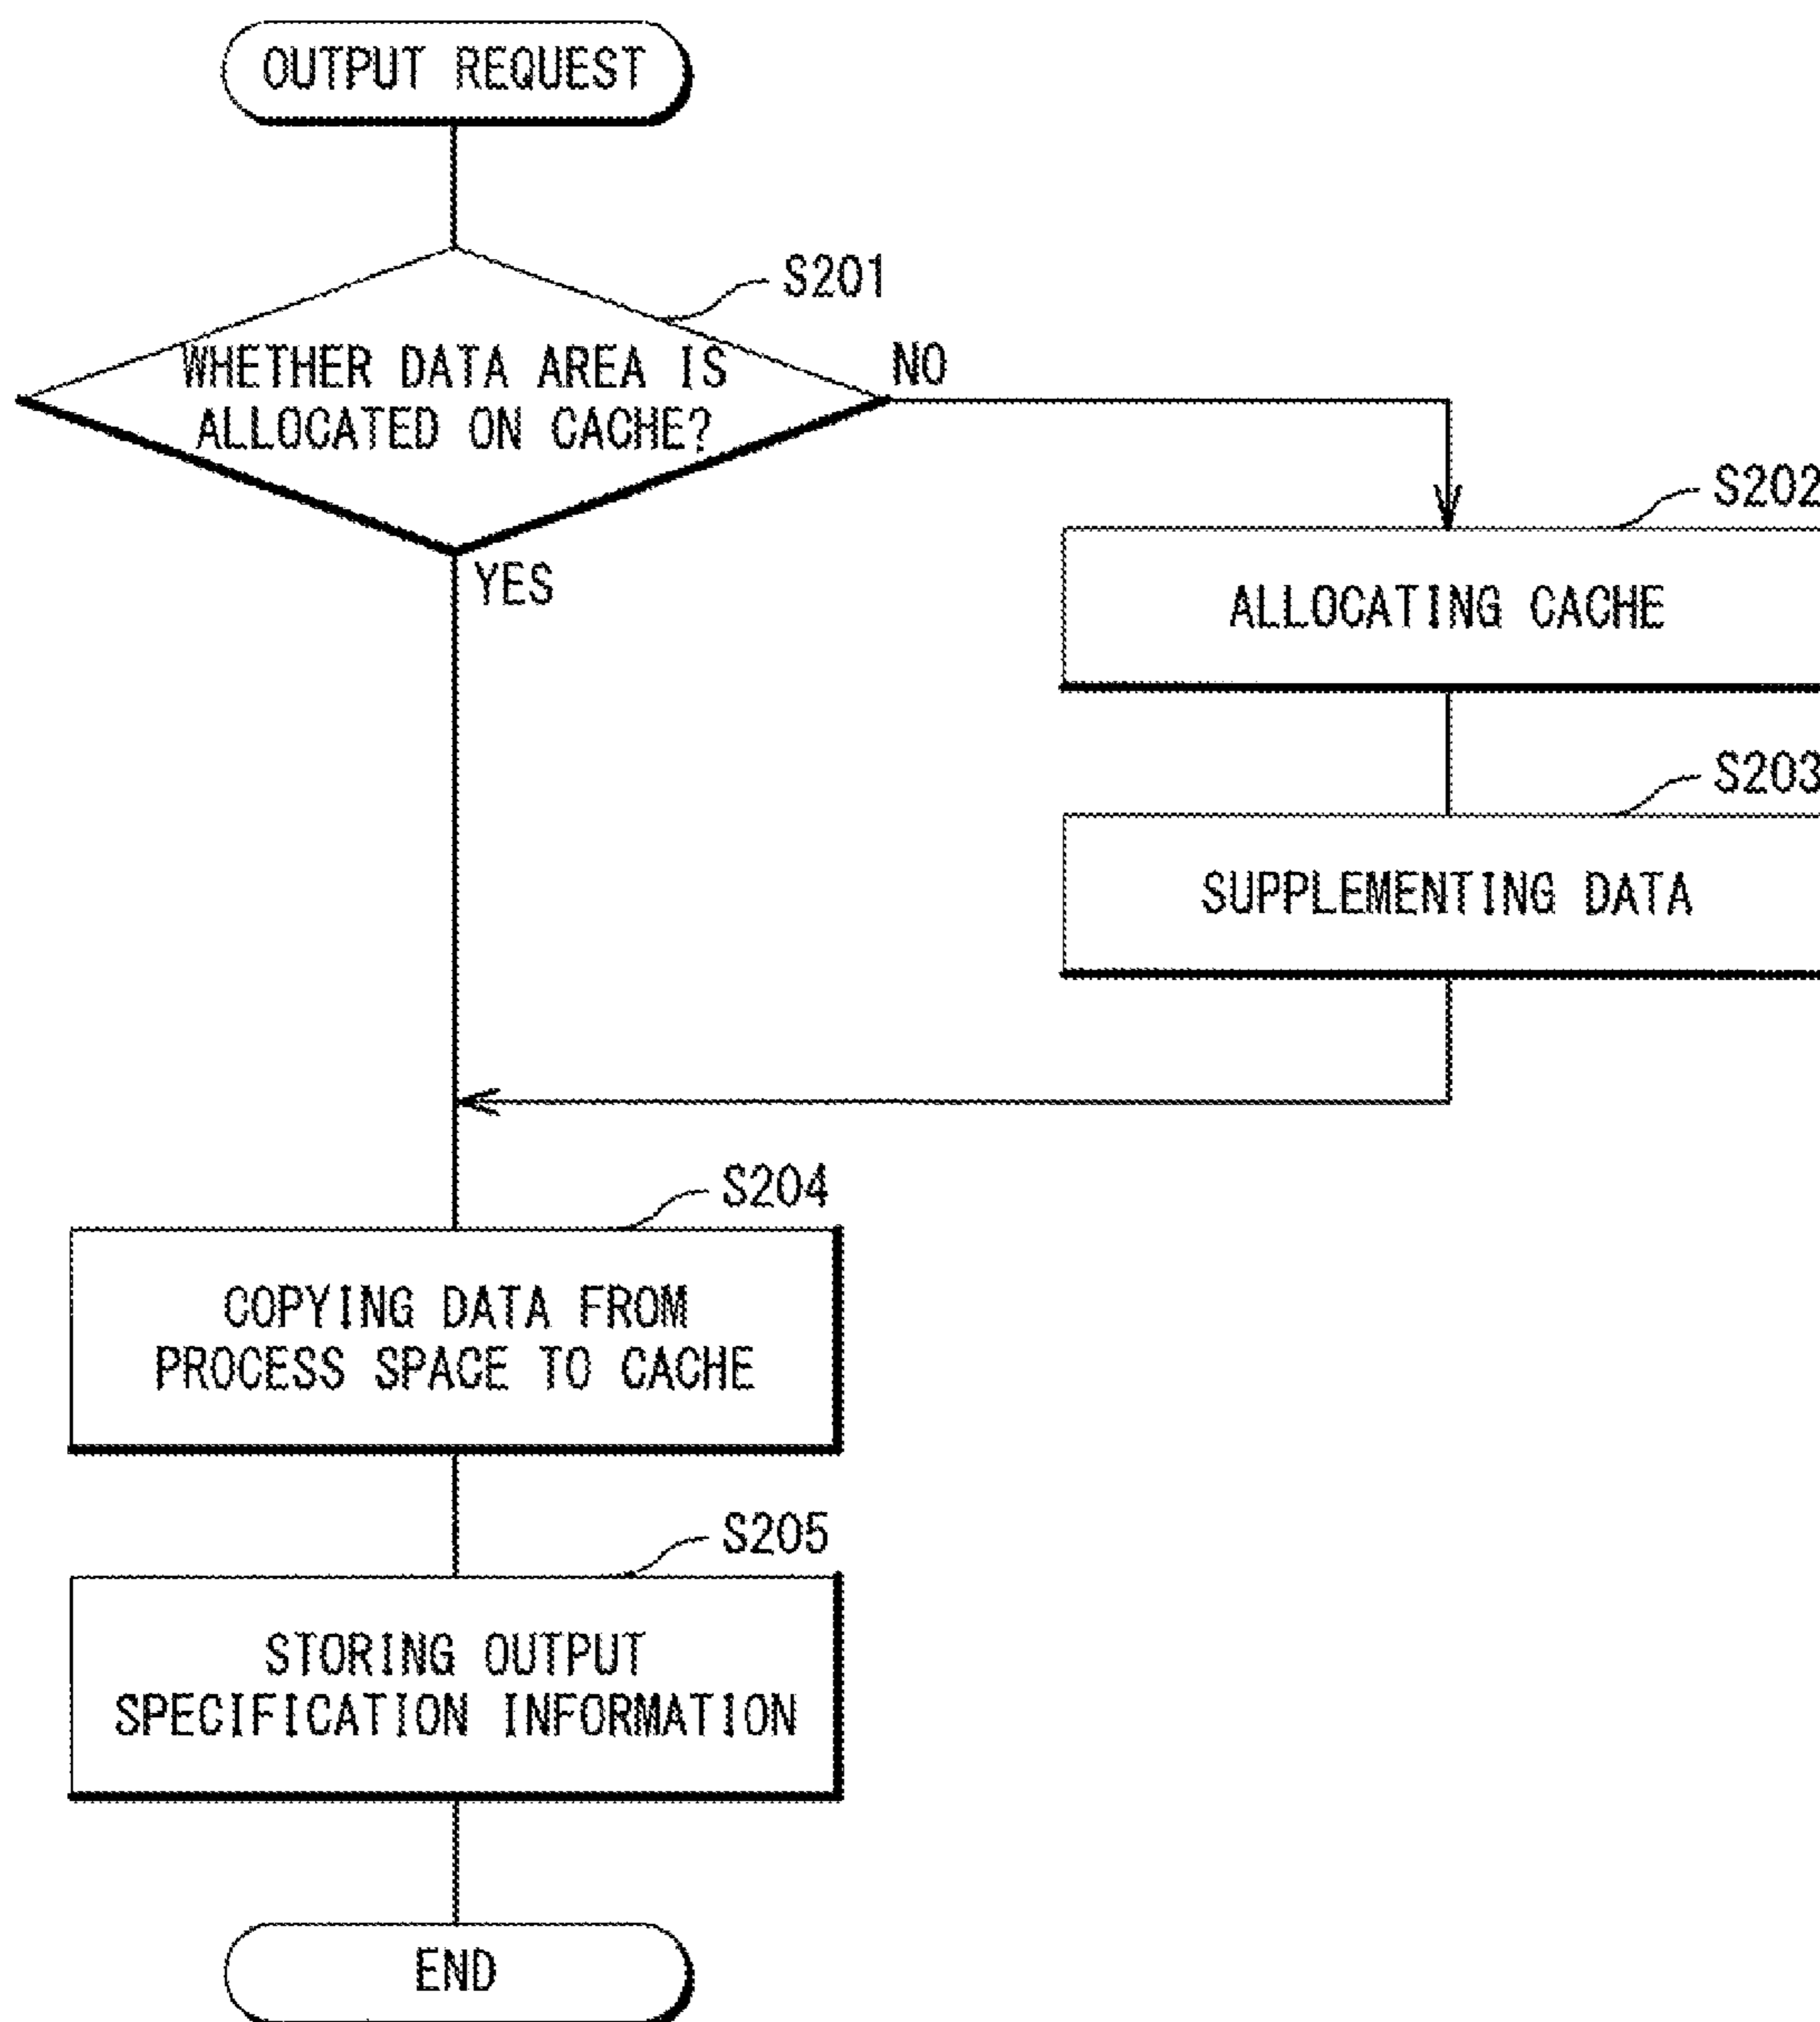 OUTPUT REQUEST
S201
WHETHER DATA AREA IS
ALLOCATED ON CACHE?
NO
YES
S202
ALLOCATING CACHE
S203
SUPPLEMENTING DATA
S204
COPYING DATA FROM
PROCESS SPACE TO CACHE
S205
STORING OUTPUT
SPECIFICATION INFORMATION
END